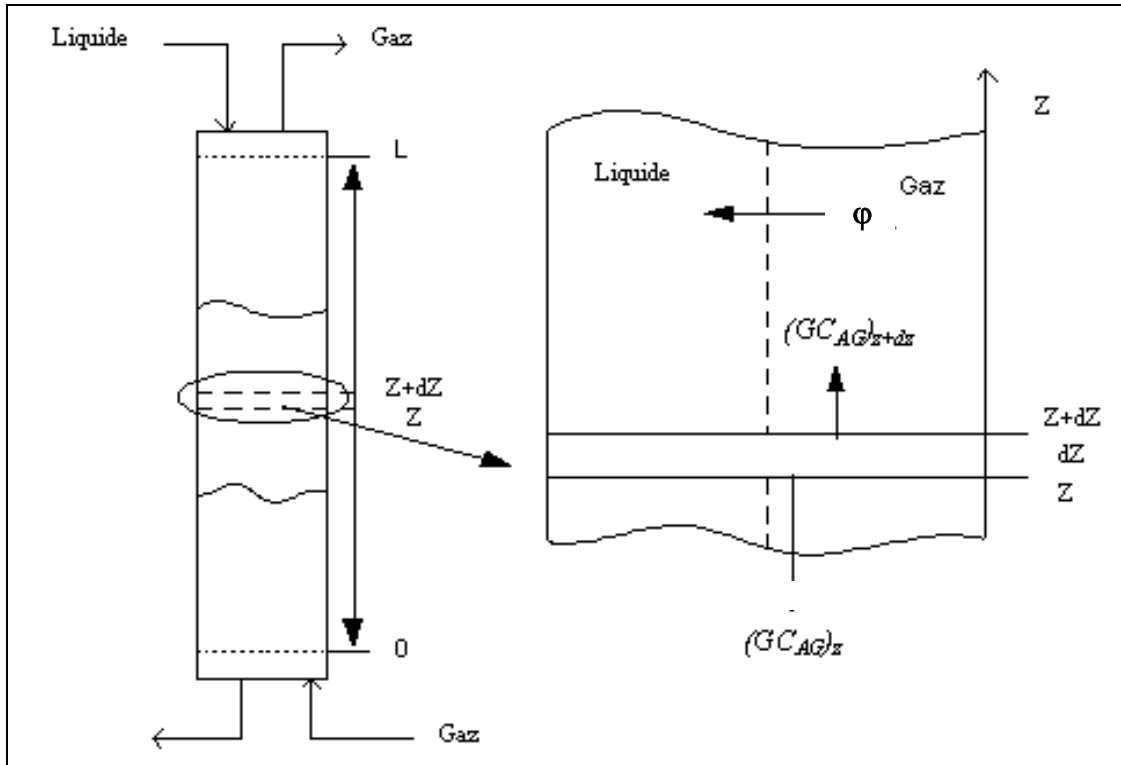 Liquide
Gaz
L
Z+dZ
Z
0
Gaz
Z
Liquide
Gaz
φ
(GC_AG)_z+dz
Z+dZ
dZ
Z
(GC_AG)_z